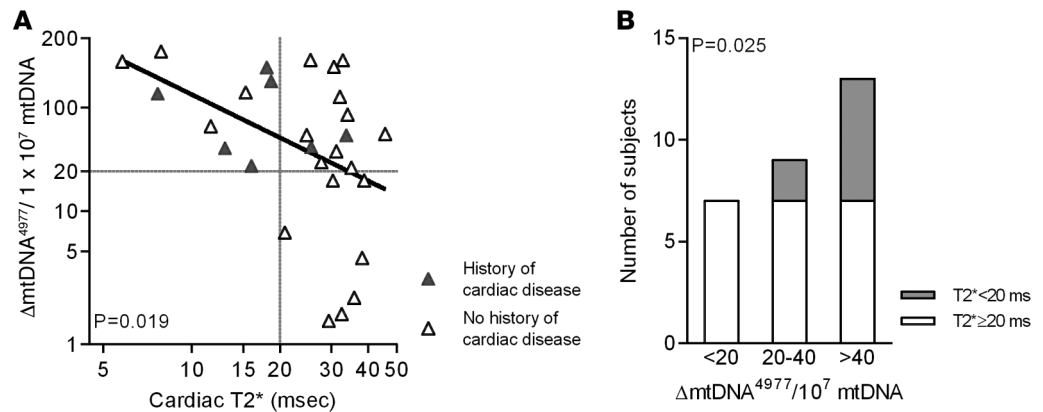 A
200
100
20
10
5
1
ΔmtDNA⁴⁹⁷⁷/ 1 x 10⁷ mtDNA
P=0.019
5 10 15 20 30 40 50
Cardiac T2* (msec)
History of
cardiac disease
No history of
cardiac disease
B
P=0.025
15
10
5
0
Number of subjects
<20 20-40 >40
ΔmtDNA⁴⁹⁷⁷/10⁷ mtDNA
T2*<20 ms
T2*≥20 ms